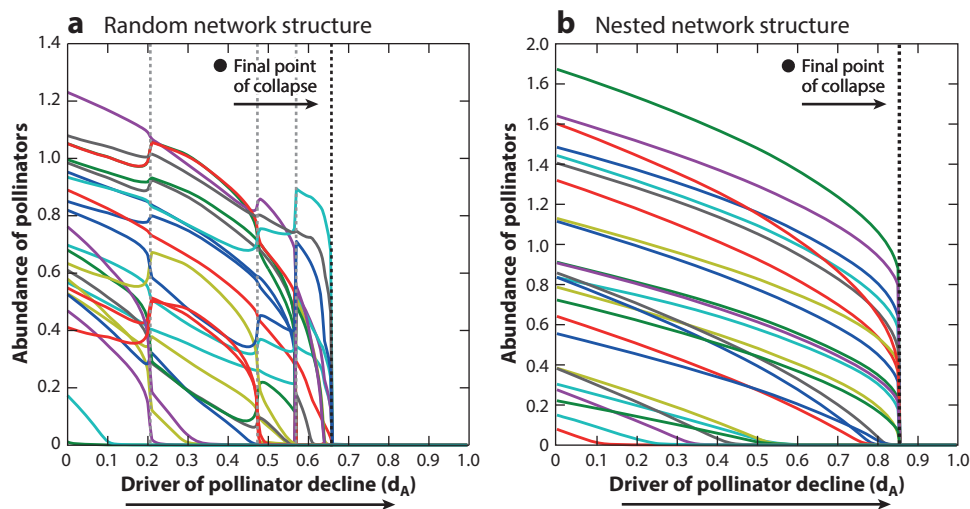 a Random network structure
1.4
1.2
1.0
0.8
0.6
0.4
0.2
0
Abundance of pollinators
● Final point
of collapse
0 0.1 0.2 0.3 0.4 0.5 0.6 0.7 0.8 0.9 1.0
Driver of pollinator decline (dA)
b Nested network structure
2.0
1.8
1.6
1.4
1.2
1.0
0.8
0.6
0.4
0.2
0
Abundance of pollinators
● Final point
of collapse
0 0.1 0.2 0.3 0.4 0.5 0.6 0.7 0.8 0.9 1.0
Driver of pollinator decline (dA)